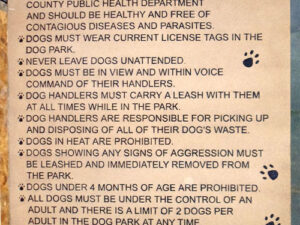 COUNTY PUBLIC HEALTH DEPARTMENT
AND SHOULD BE HEALTHY AND FREE OF
CONTAGIOUS DISEASES AND PARASITES.
DOGS MUST WEAR CURRENT LICENSE TAGS IN THE
DOG PARK.
NEVER LEAVE DOGS UNATTENDED.
DOGS MUST BE IN VIEW AND WITHIN VOICE
COMMAND OF THEIR HANDLERS.
DOG HANDLERS MUST CARRY A LEASH WITH THEM
AT ALL TIMES WHILE IN THE PARK.
DOG HANDLERS ARE RESPONSIBLE FOR PICKING UP
AND DISPOSING OF ALL OF THEIR DOG'S WASTE.
DOGS IN HEAT ARE PROHIBITED.
DOGS SHOWING ANY SIGNS OF AGGRESSION MUST
BE LEASHED AND IMMEDIATELY REMOVED FROM
THE PARK.
DOGS UNDER 4 MONTHS OF AGE ARE PROHIBITED.
ALL DOGS MUST BE UNDER THE CONTROL OF AN
ADULT AND THERE IS A LIMIT OF 2 DOGS PER
ADULT IN THE DOG PARK AT ANY TIME